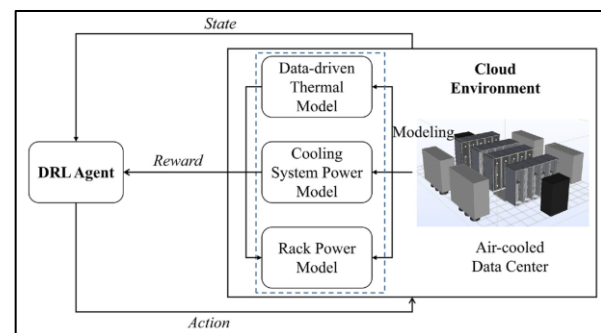 State
Data-driven
Thermal
Model
Cloud
Environment
Modeling
DRL Agent
Reward
Cooling
System Power
Model
Rack Power
Model
Air-cooled
Data Center
Action